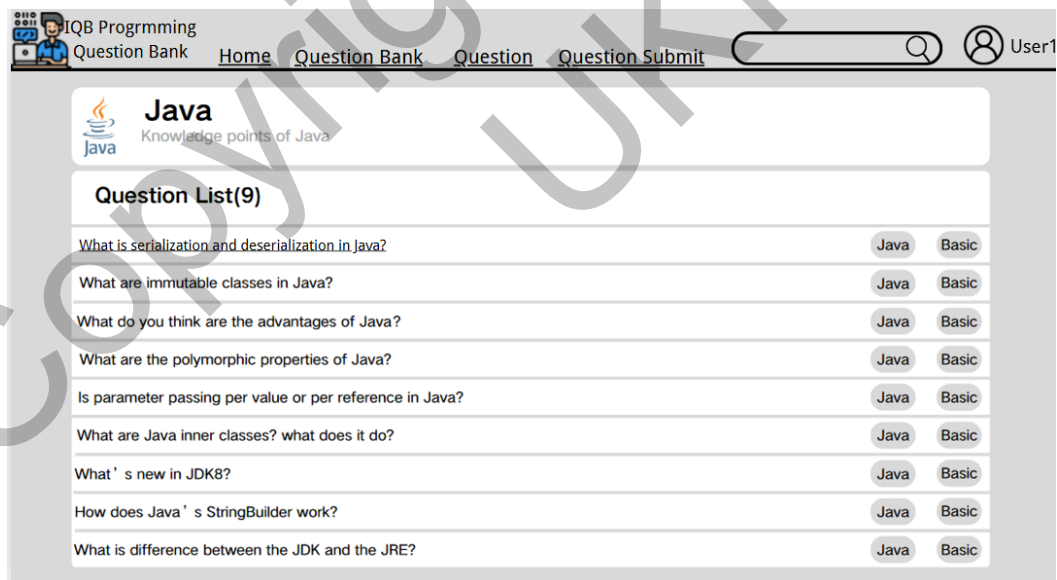 IQB Progrmming
Question Bank
Home Question Bank Question Question Submit
User1
Java
Java
Knowledge points of Java
Question List(9)
What is serialization and deserialization in Java? Java Basic
What are immutable classes in Java? Java Basic
What do you think are the advantages of Java? Java Basic
What are the polymorphic properties of Java? Java Basic
Is parameter passing per value or per reference in Java? Java Basic
What are Java inner classes? what does it do? Java Basic
What's new in JDK8? Java Basic
How does Java's StringBuilder work? Java Basic
What is difference between the JDK and the JRE? Java Basic